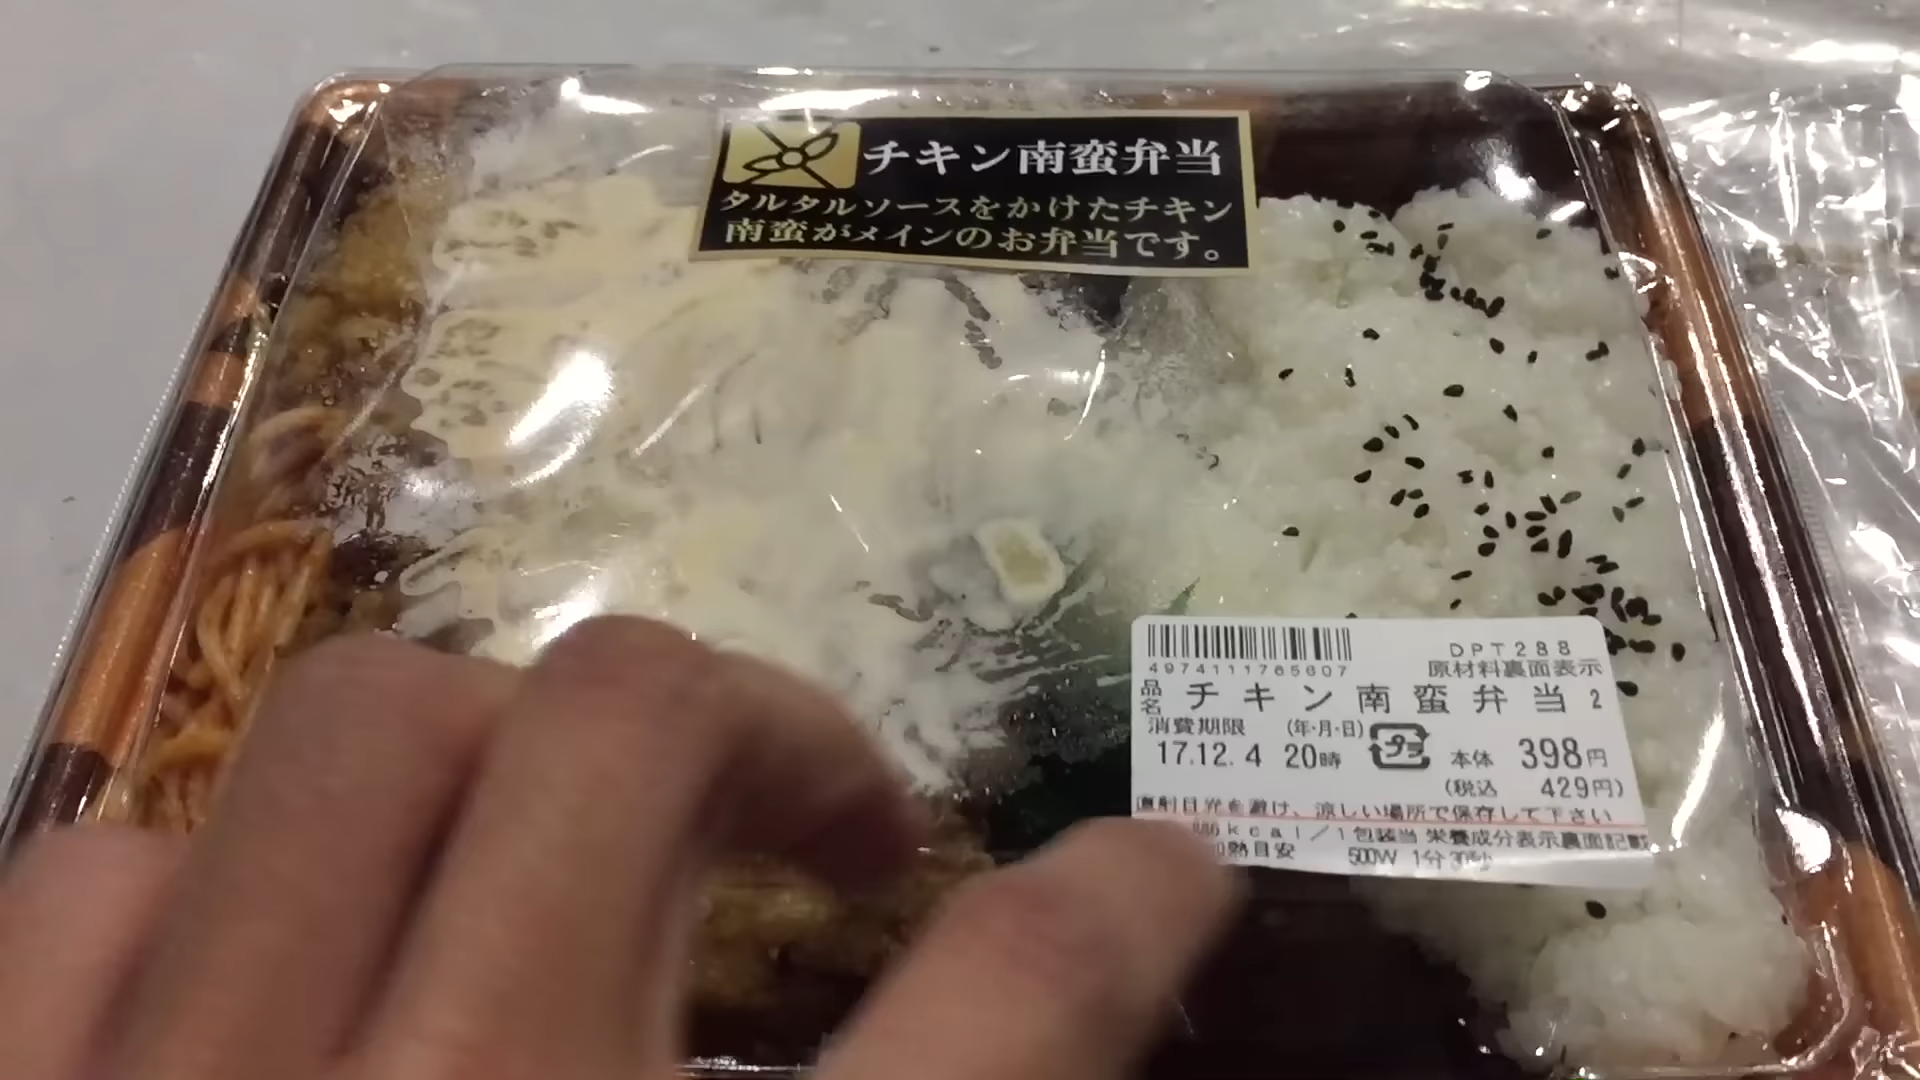 チキン南蛮弁当
タルタルソースをかけたチキン
南蛮がメインのお弁当です。
DPT288
4974111765607
原材料裏面表示
品名 チキン南蛮弁当2
消費期限 (年·月·日)
17.12.4 20時 プラ 本体 398円
(税込 429円)
直射日光を避け、涼しい場所で保存して下さい
kcal/1包装当 栄養成分表示裏面記載
熱目安 500W 1分30秒